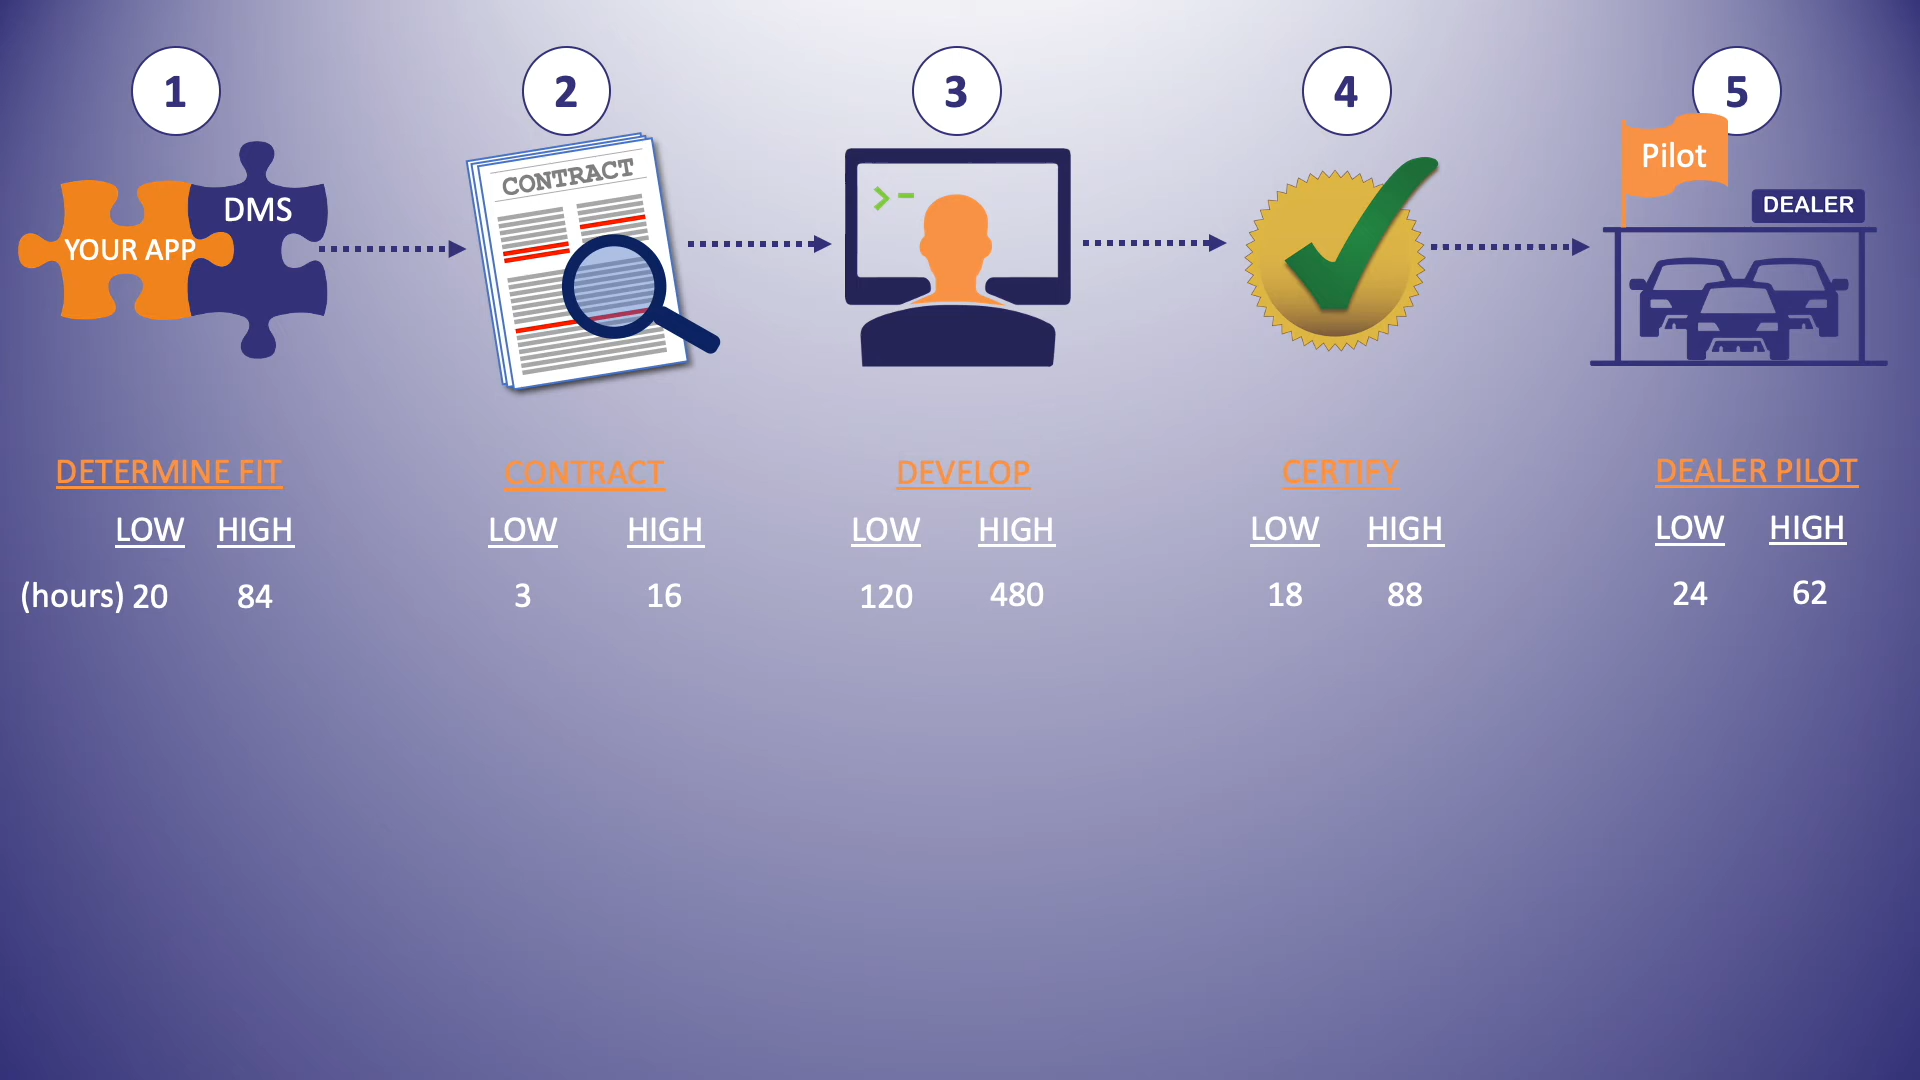 1
2
3
4
5
YOUR APP
DMS
CONTRACT
>-
Pilot
DEALER
DETERMINE FIT
LOW HIGH
(hours) 20 84
CONTRACT
LOW HIGH
3 16
DEVELOP
LOW HIGH
120 480
CERTIFY
LOW HIGH
18 88
DEALER PILOT
LOW HIGH
24 62